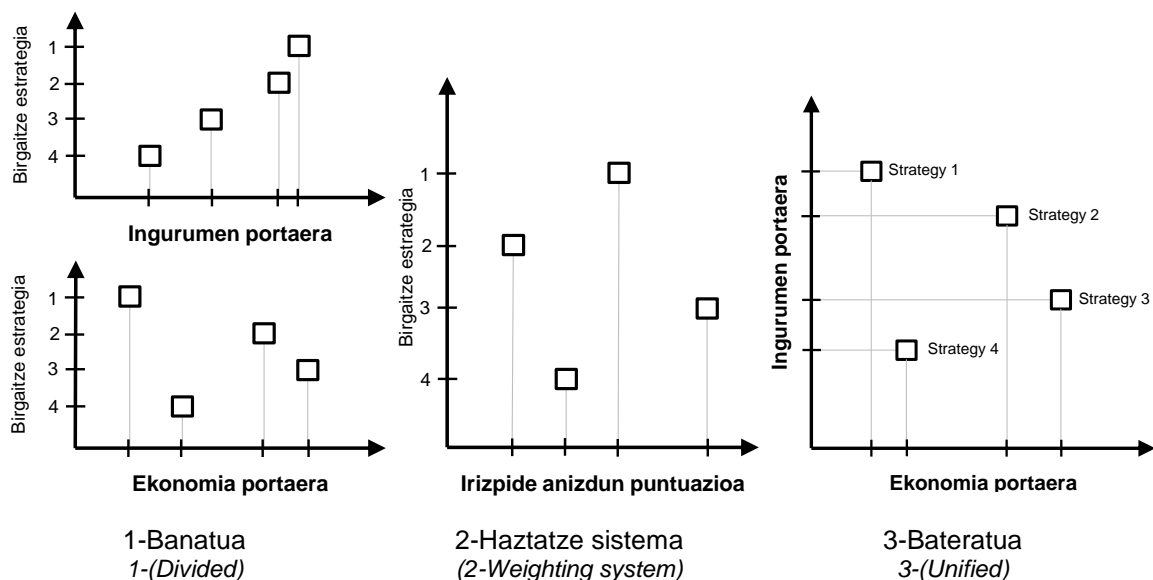 Birgaitze estrategia
1
2
3
4
Ingurumen portaera
Birgaitze estrategia
1
2
3
4
Ekonomia portaera
1-Banatua
1-(Divided)
Birgaitze estrategia
1
2
3
4
Irizpide anizdun puntuazioa
2-Haztatze sistema
(2-Weighting system)
Ingurumen portaera
Strategy 1
Strategy 2
Strategy 3
Strategy 4
Ekonomia portaera
3-Bateratua
3-(Unified)